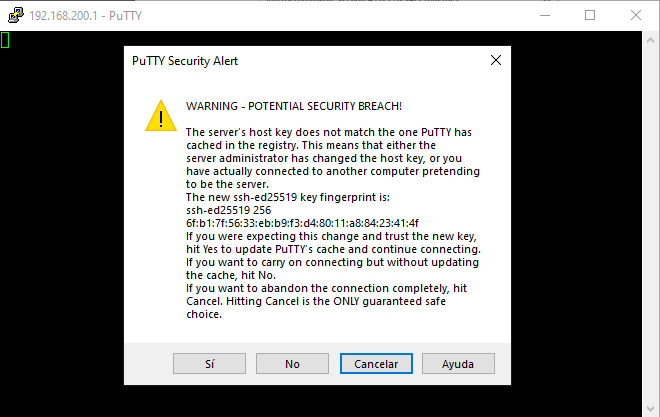 192.168.200.1 - PuTTY
PuTTY Security Alert
WARNING - POTENTIAL SECURITY BREACH!
The server's host key does not match the one PuTTY has
cached in the registry. This means that either the
server administrator has changed the host key, or you
have actually connected to another computer pretending
to be the server.
The new ssh-ed25519 key fingerprint is:
ssh-ed25519 256
6f:b1:7f:56:33:eb:b9:f3:d4:80:11:a8:84:23:41:4f
If you were expecting this change and trust the new key,
hit Yes to update PuTTY's cache and continue connecting.
If you want to carry on connecting but without updating
the cache, hit No.
If you want to abandon the connection completely, hit
Cancel. Hitting Cancel is the ONLY guaranteed safe
choice.
Sí No Cancelar Ayuda